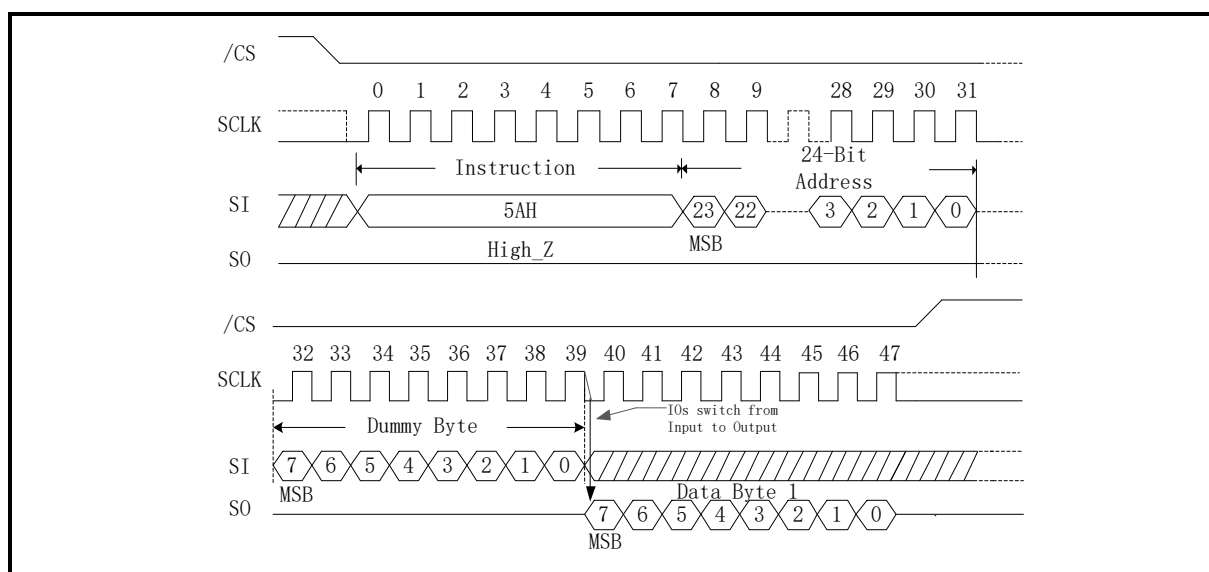 /CS
0 1 2 3 4 5 6 7 8 9 28 29 30 31
SCLK
Instruction
24-Bit
Address
SI
5AH
23 22 3 2 1 0
MSB
High_Z
SO
/CS
32 33 34 35 36 37 38 39 40 41 42 43 44 45 46 47
SCLK
IOs switch from
Input to Output
Dummy Byte
SI
7 6 5 4 3 2 1 0
MSB
Data Byte 1
SO
7 6 5 4 3 2 1 0
MSB